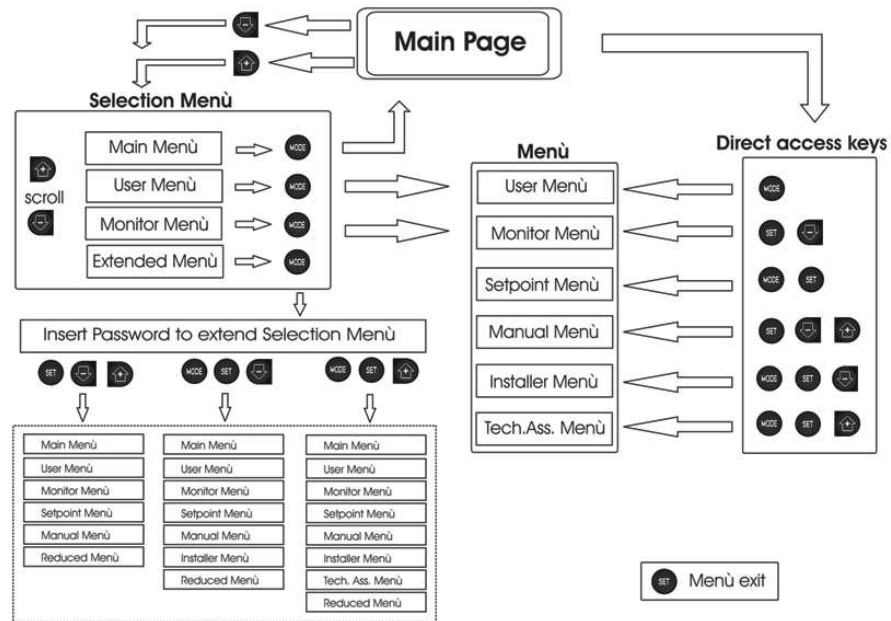 Main Page
-
+
Selection Menù
Main Menù
MODE
User Menù
MODE
Monitor Menù
MODE
Extended Menù
MODE
+
scroll
-
Insert Password to extend Selection Menù
SET - +
MODE SET -
MODE SET +
Main Menù
User Menù
Monitor Menù
Setpoint Menù
Manual Menù
Reduced Menù
Main Menù
User Menù
Monitor Menù
Setpoint Menù
Manual Menù
Installer Menù
Reduced Menù
Main Menù
User Menù
Monitor Menù
Setpoint Menù
Manual Menù
Installer Menù
Tech. Ass. Menù
Reduced Menù
Menù
User Menù
Monitor Menù
Setpoint Menù
Manual Menù
Installer Menù
Tech.Ass. Menù
Direct access keys
MODE
SET -
MODE SET
SET - +
MODE SET -
MODE SET +
SET Menù exit